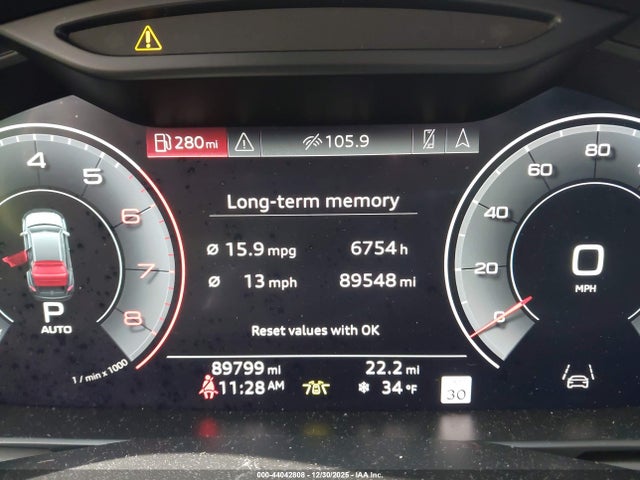 280 mi 105.9
Long-term memory
Ø 15.9 mpg 6754 h
Ø 13 mph 89548 mi
Reset values with OK
89799 mi 22.2 mi
11:28 AM 34 °F
30
4
5
6
7
8
1 / min x 1000
P
AUTO
80
60
40
20
0
0
MPH
000-44042808 - 12/30/2025 - IAA Inc.